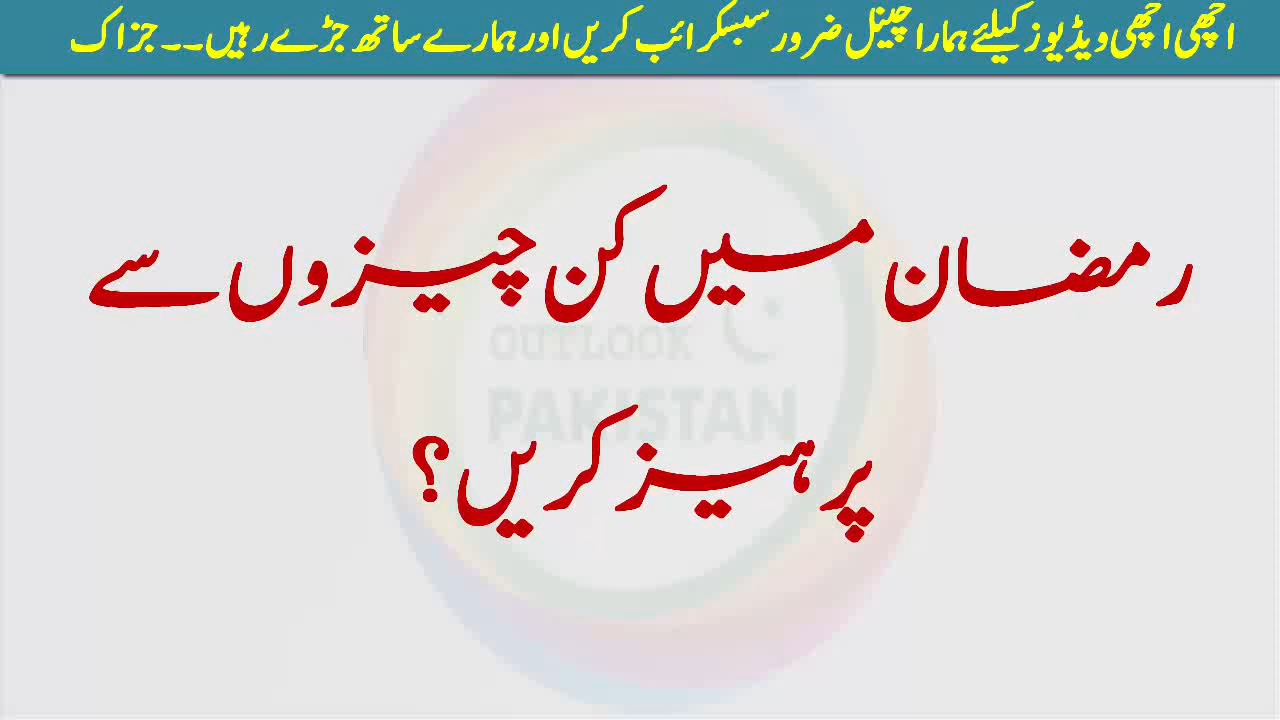 اچھی اچھی ویڈیوز کیلئے ہمارا چینل ضرور سبسکرائب کریں اور ہمارے ساتھ جڑے رہیں۔۔ جزاک
رمضان میں کن چیزوں سے
OUTLOOK
PAKISTAN
پرہیز کریں؟